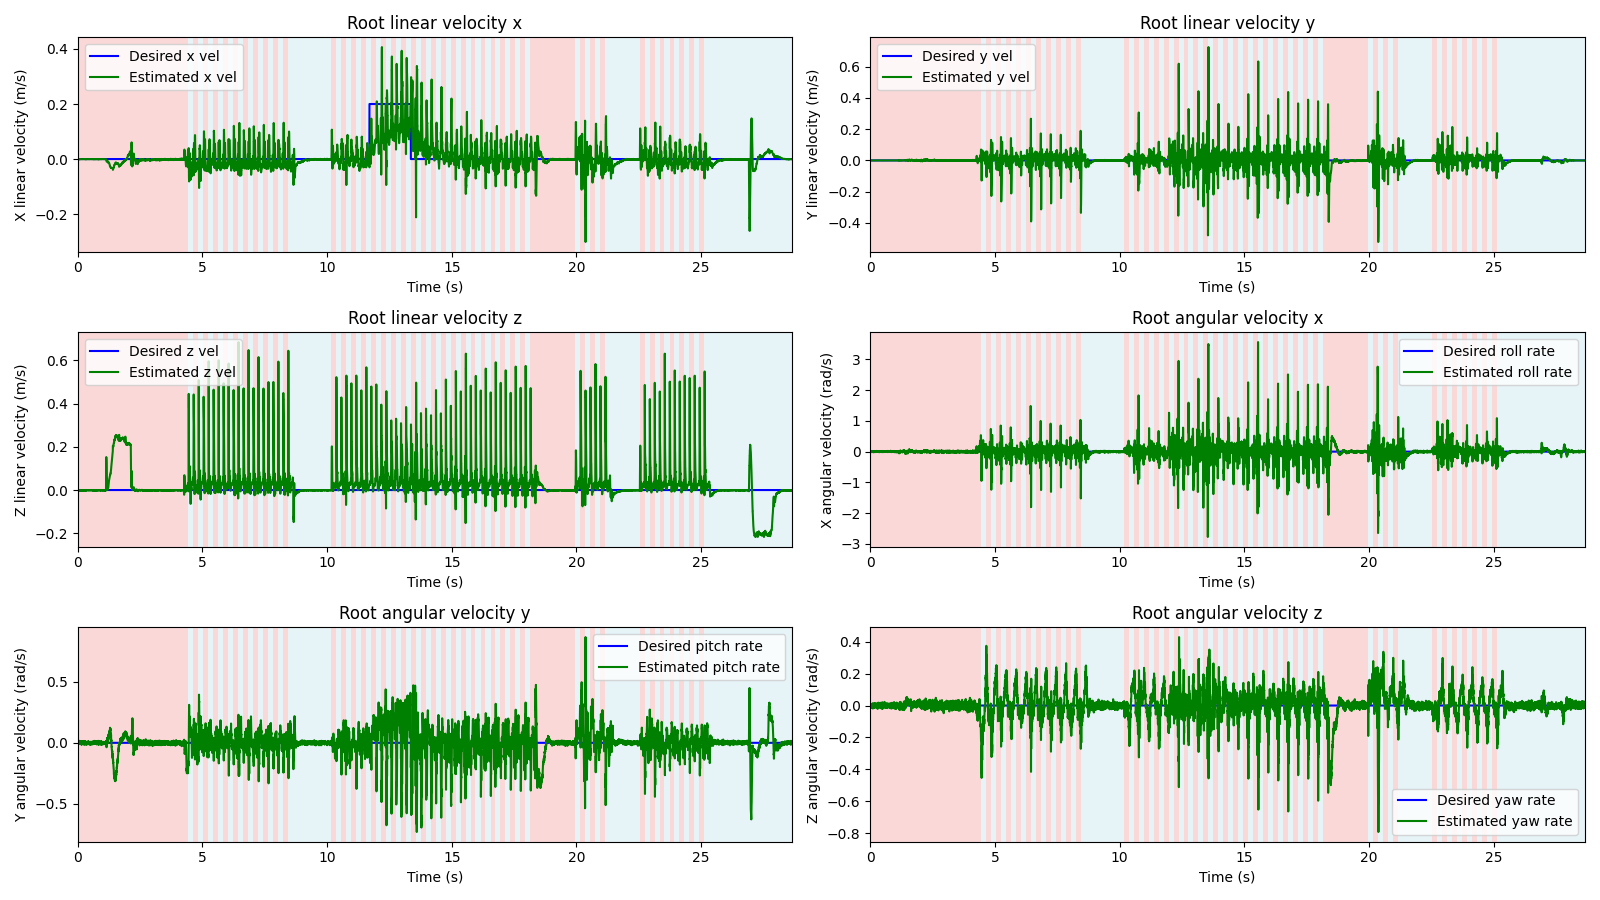 Root linear velocity x
Desired x vel
Estimated x vel
X linear velocity (m/s)
0.4
0.2
0.0
−0.2
0 5 10 15 20 25
Time (s)
Root linear velocity y
Desired y vel
Estimated y vel
Y linear velocity (m/s)
0.6
0.4
0.2
0.0
−0.2
−0.4
0 5 10 15 20 25
Time (s)
Root linear velocity z
Desired z vel
Estimated z vel
Z linear velocity (m/s)
0.6
0.4
0.2
0.0
−0.2
0 5 10 15 20 25
Time (s)
Root angular velocity x
Desired roll rate
Estimated roll rate
X angular velocity (rad/s)
3
2
1
0
−1
−2
−3
0 5 10 15 20 25
Time (s)
Root angular velocity y
Desired pitch rate
Estimated pitch rate
Y angular velocity (rad/s)
0.5
0.0
−0.5
0 5 10 15 20 25
Time (s)
Root angular velocity z
Desired yaw rate
Estimated yaw rate
Z angular velocity (rad/s)
0.4
0.2
0.0
−0.2
−0.4
−0.6
−0.8
0 5 10 15 20 25
Time (s)